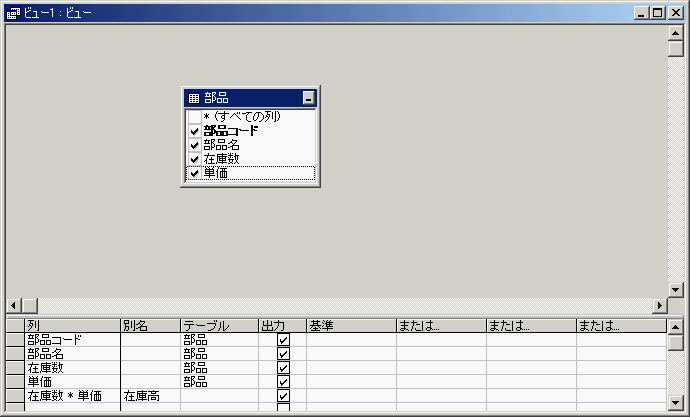 ビュー1：ビュー
部品
* (すべての列)
部品コード
部品名
在庫数
単価
列 別名 テーブル 出力 基準 または... または... または...
部品コード 部品
部品名 部品
在庫数 部品
単価 部品
在庫数 * 単価 在庫高